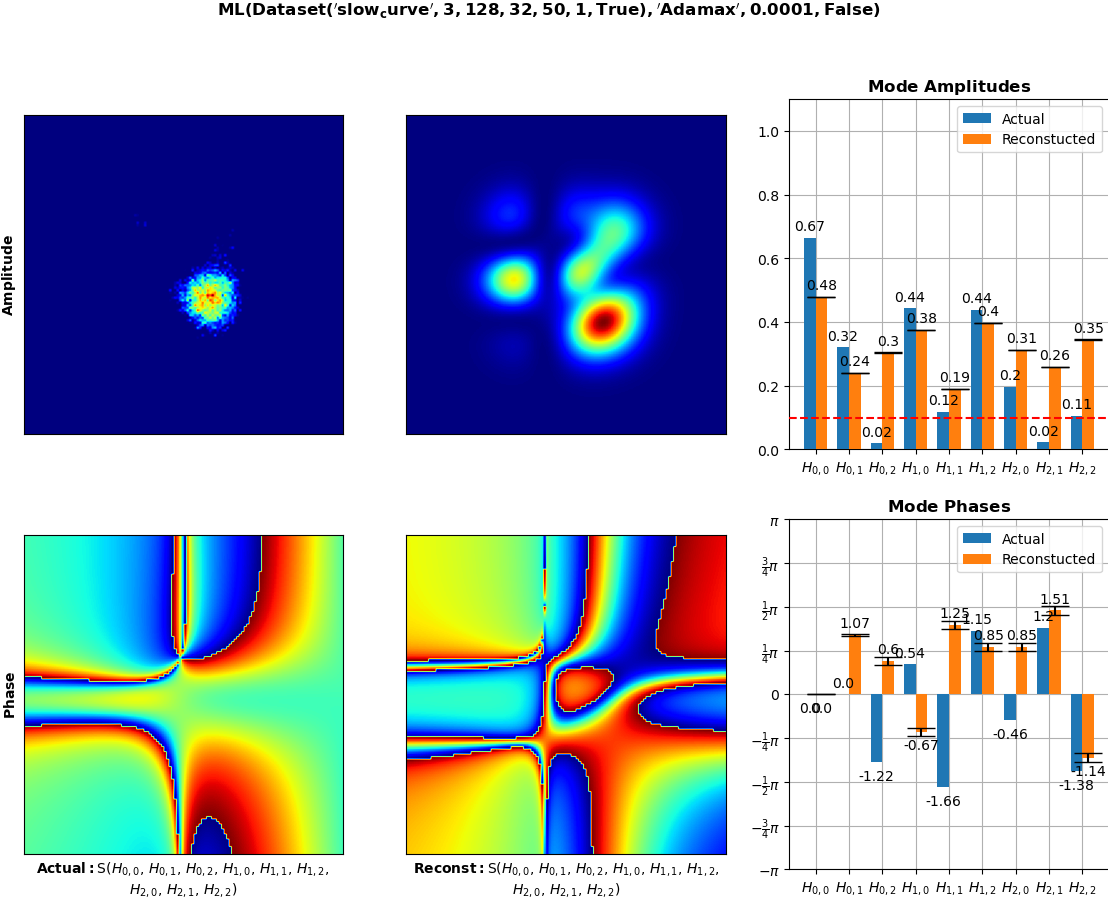 ML(Dataset(′slow_curve′, 3, 128, 32, 50, 1, True), ′Adamax′, 0.0001, False)
Amplitude
Mode Amplitudes
Actual
Reconstucted
1.0
0.8
0.6
0.4
0.2
0.0
0.67
0.48
0.32
0.24
0.02
0.3
0.44
0.38
0.12
0.19
0.44
0.4
0.2
0.31
0.02
0.26
0.11
0.35
H0,0 H0,1 H0,2 H1,0 H1,1 H1,2 H2,0 H2,1 H2,2
Phase
Mode Phases
Actual
Reconstucted
π
3/4π
1/2π
1/4π
0
−1/4π
−1/2π
−3/4π
−π
0.0
0.0
0.0
1.07
-1.22
0.6
0.54
-0.67
-1.66
1.25
1.15
0.85
-0.46
0.85
1.2
1.51
-1.38
-1.14
H0,0 H0,1 H0,2 H1,0 H1,1 H1,2 H2,0 H2,1 H2,2
Actual: S(H0,0, H0,1, H0,2, H1,0, H1,1, H1,2,
H2,0, H2,1, H2,2)
Reconst: S(H0,0, H0,1, H0,2, H1,0, H1,1, H1,2,
H2,0, H2,1, H2,2)